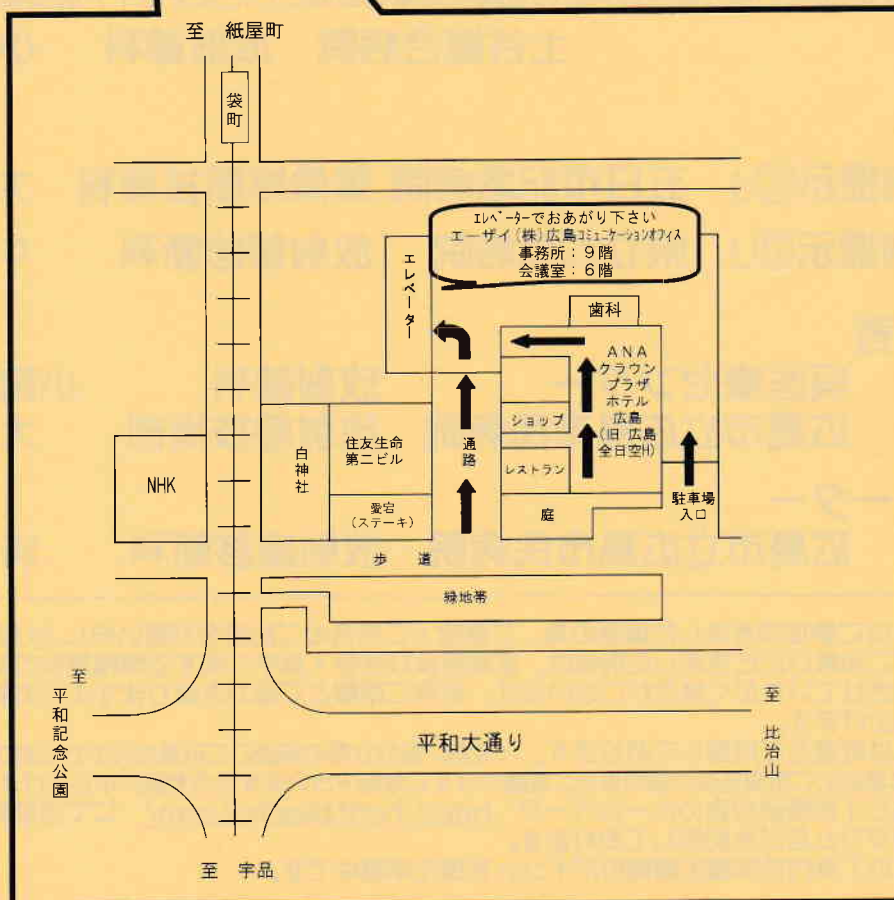 至 紙屋町
袋町
エレベーターでおあがり下さい
エーザイ(株)広島コミュニケーションオフィス
事務所:9階
会議室:6階
エレベーター
歯科
ANA
クラウン
プラザ
ホテル
広島
(旧 広島
全日空H)
ショップ
レストラン
庭
通路
住友生命
第二ビル
愛宕
(ステーキ)
白神社
NHK
駐車場
入口
歩道
緑地帯
至 平和記念公園
平和大通り
至 比治山
至 宇品